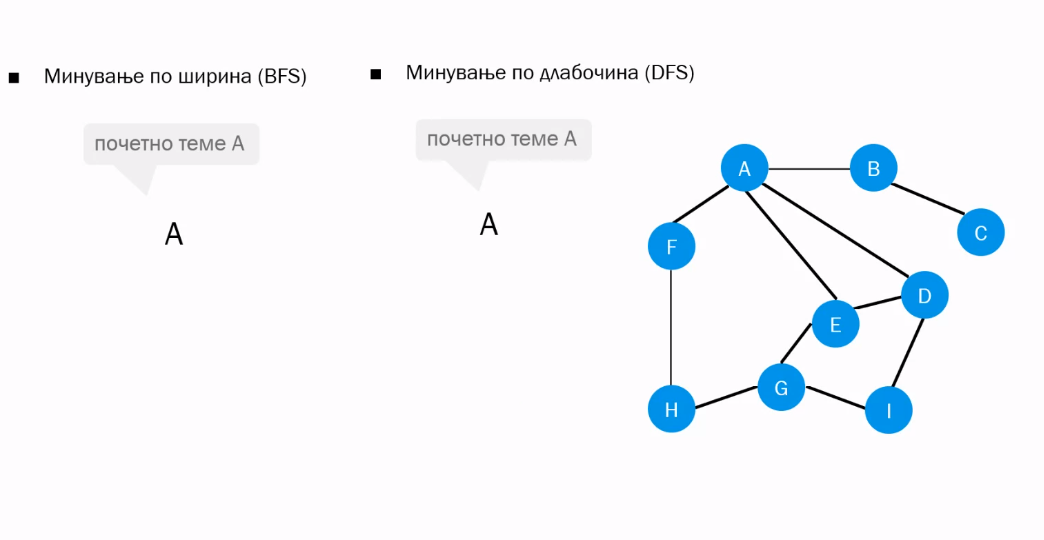 Минување по ширина (BFS)
почетно теме А
А
Минување по длабочина (DFS)
почетно теме А
А
A
B
C
F
D
E
G
H
I